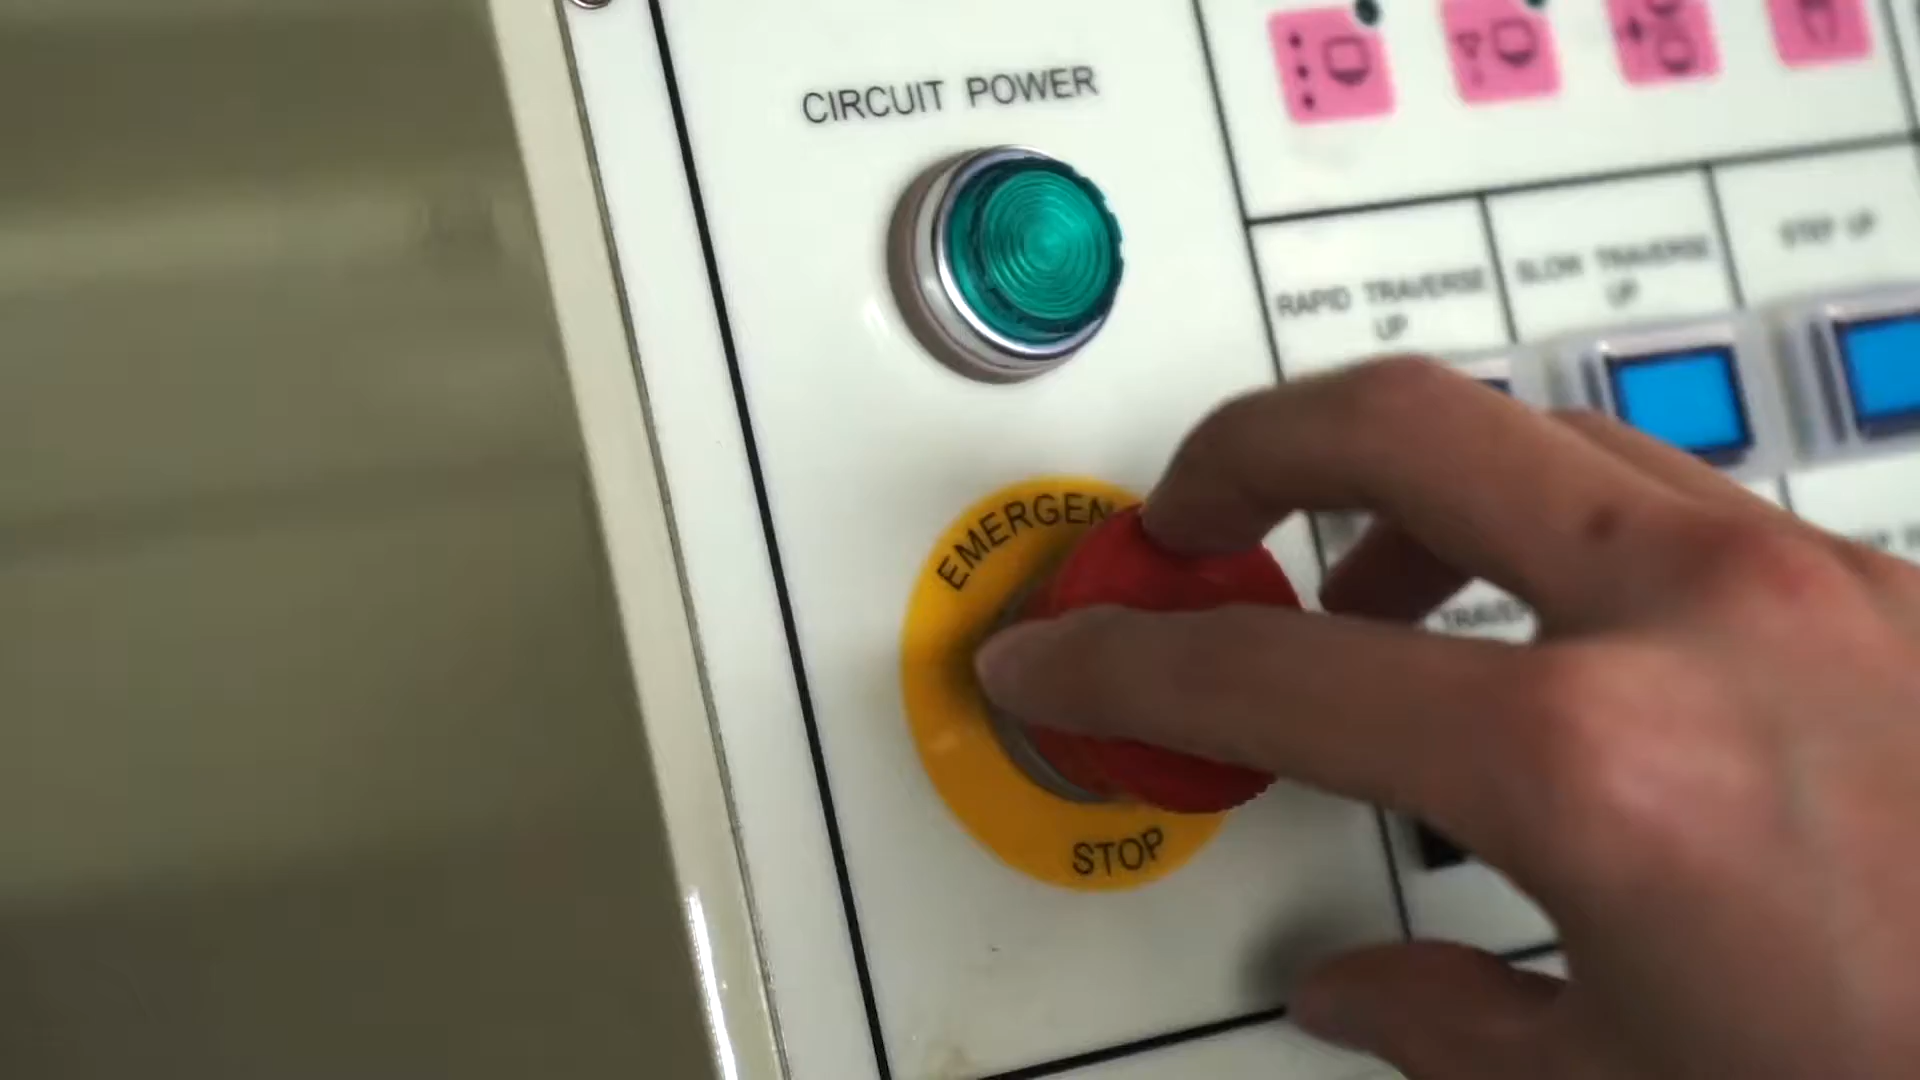 CIRCUIT POWER
RAPID TRAVERSE
UP
SLOW TRAVERSE
UP
STEP UP
EMERGEN
STOP